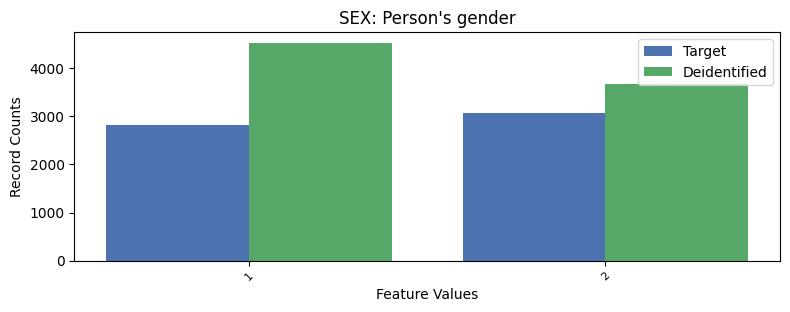 SEX: Person's gender
Target
Deidentified
Record Counts
4000
3000
2000
1000
0
1
2
Feature Values